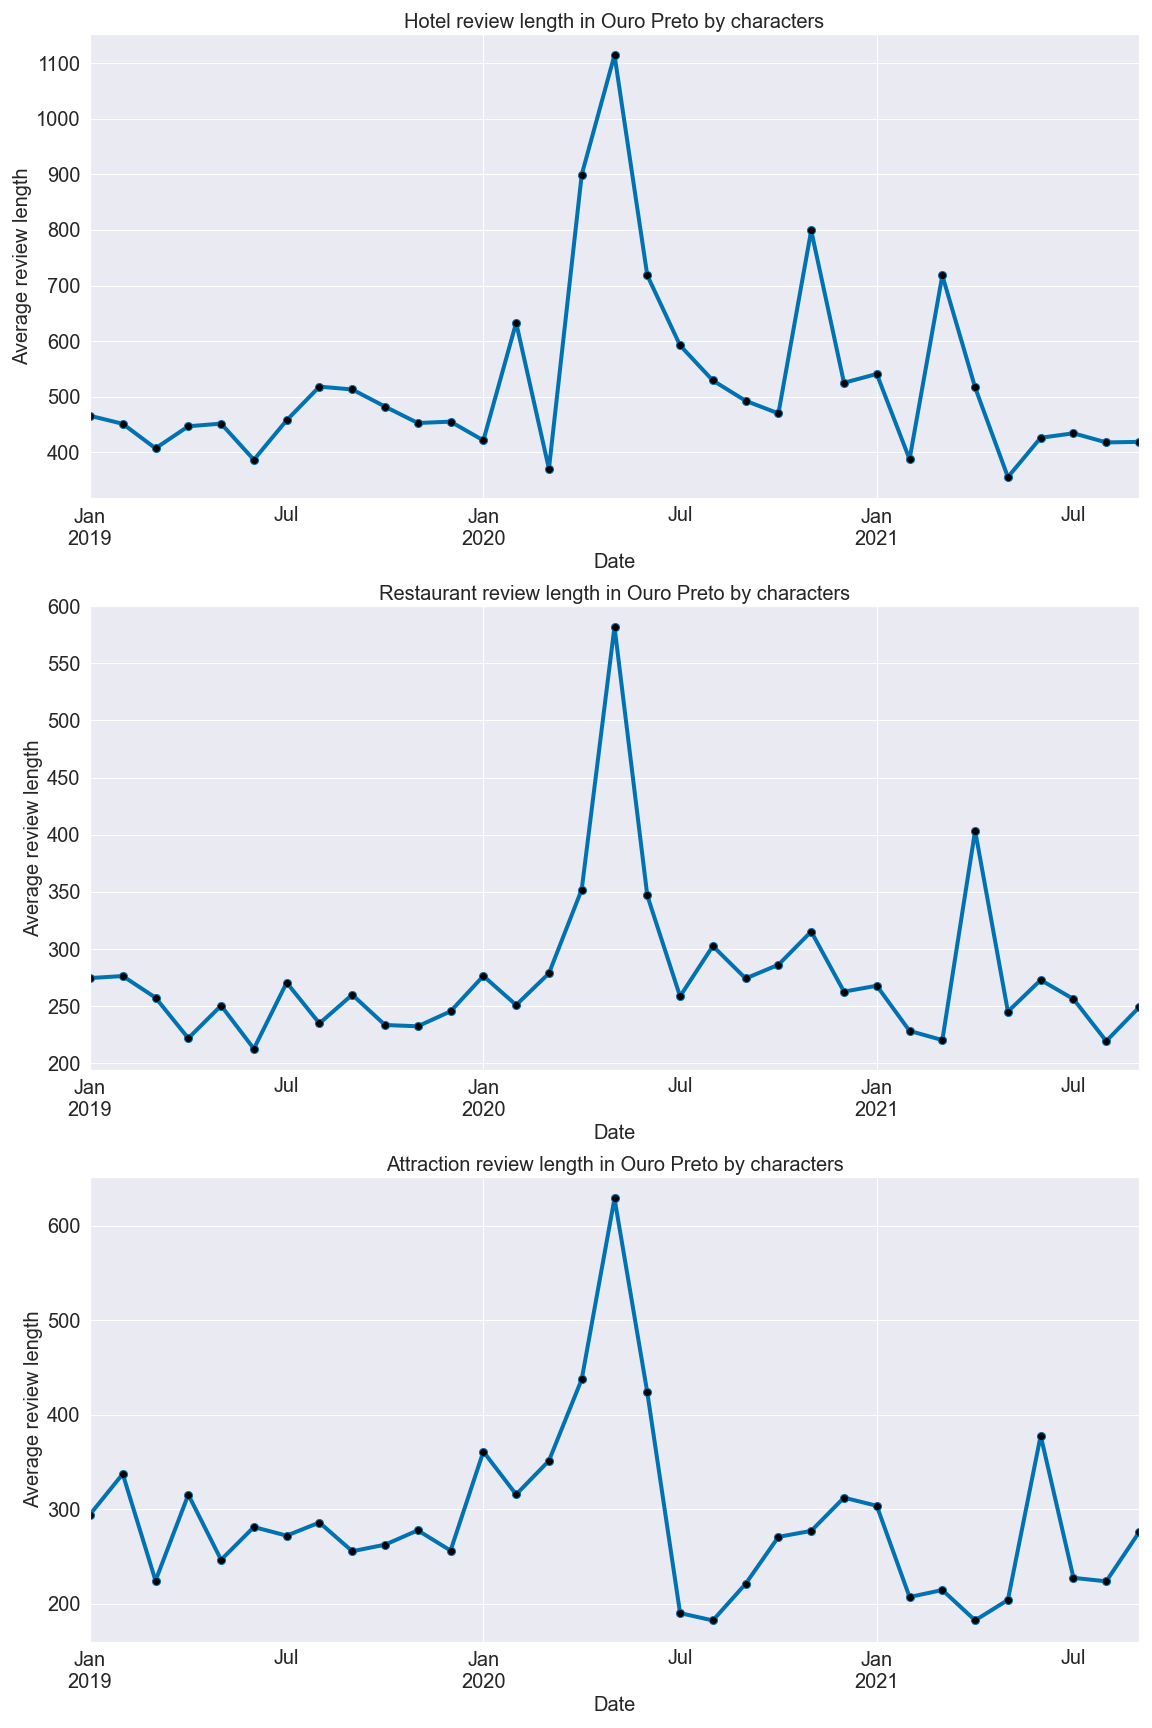 Hotel review length in Ouro Preto by characters
1100
1000
900
800
700
600
500
400
Average review length
Jan Jul Jan Jul Jan Jul
2019 2020 2021
Date
Restaurant review length in Ouro Preto by characters
600
550
500
450
400
350
300
250
200
Average review length
Jan Jul Jan Jul Jan Jul
2019 2020 2021
Date
Attraction review length in Ouro Preto by characters
600
500
400
300
200
Average review length
Jan Jul Jan Jul Jan Jul
2019 2020 2021
Date